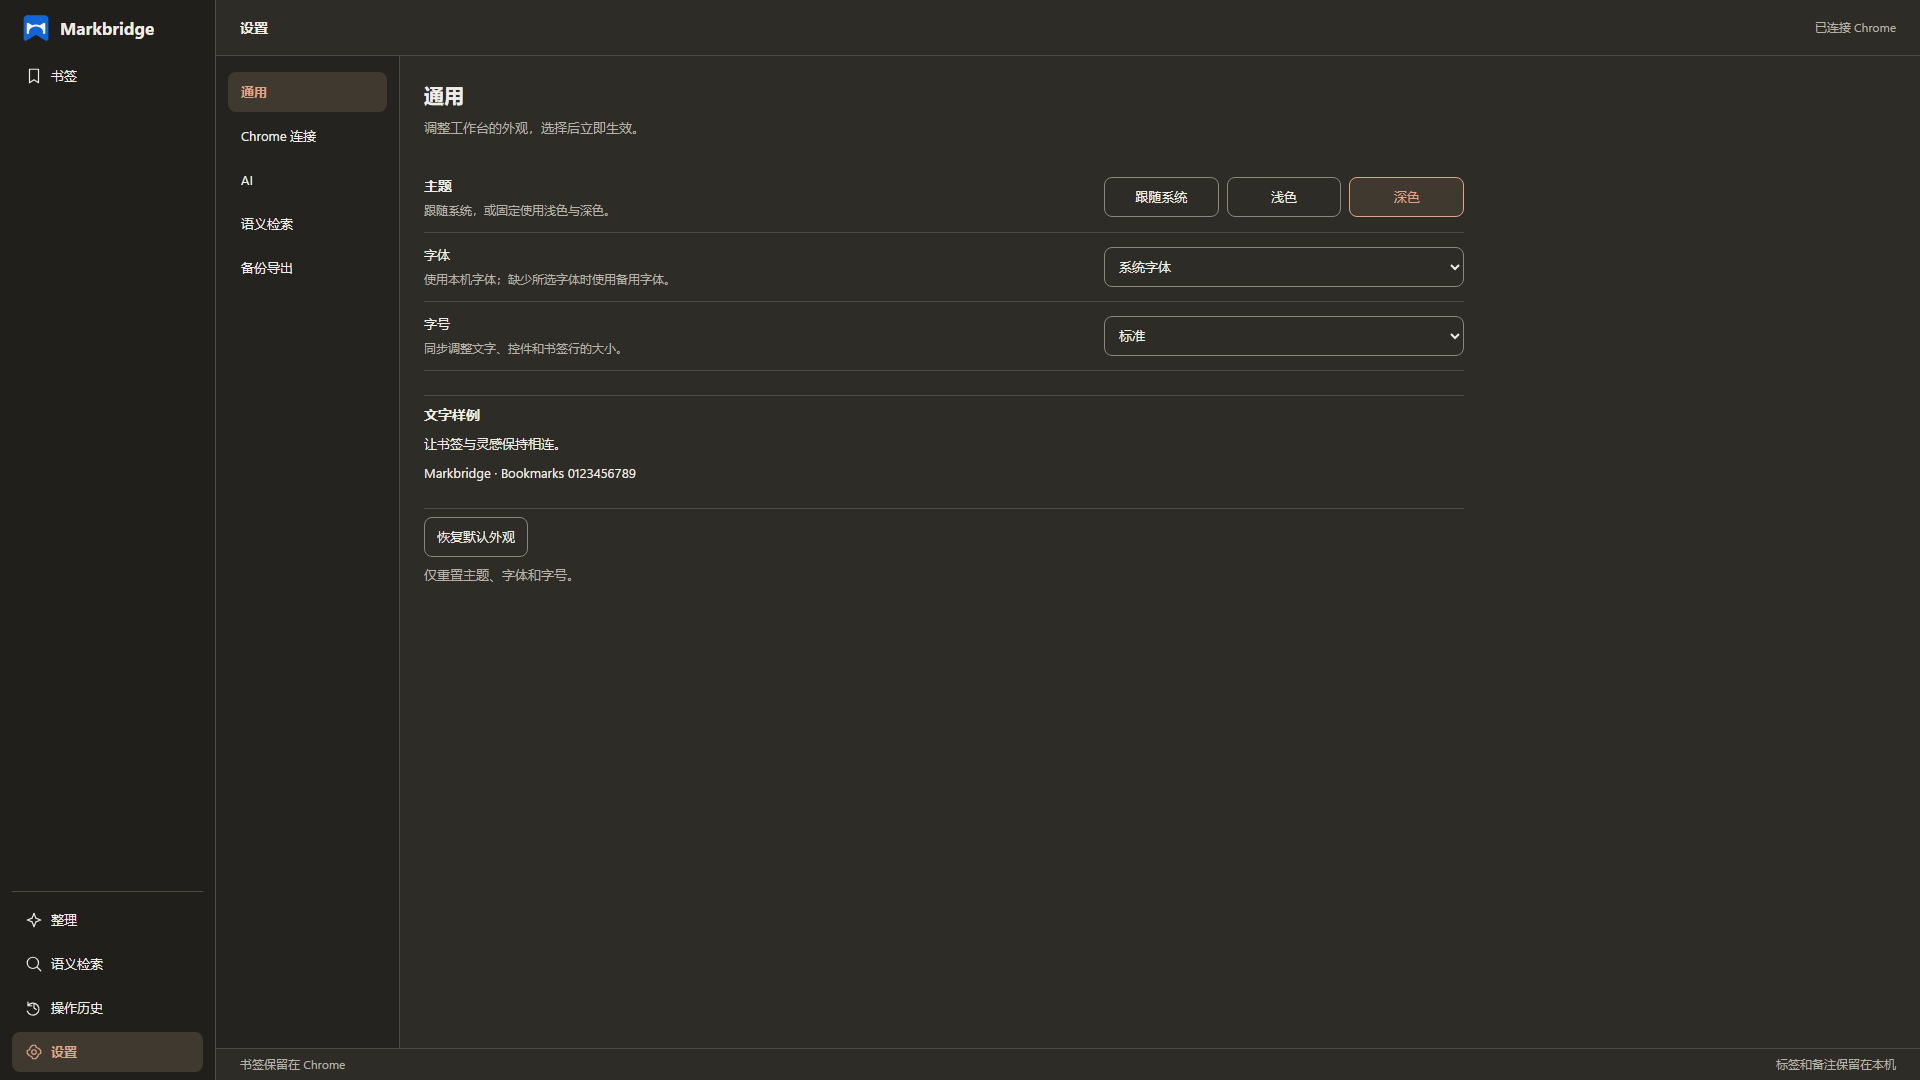 Markbridge
书签
整理
语义检索
操作历史
设置
设置
已连接 Chrome
通用
Chrome 连接
AI
语义检索
备份导出
通用
调整工作台的外观，选择后立即生效。
主题
跟随系统，或固定使用浅色与深色。
跟随系统
浅色
深色
字体
使用本机字体；缺少所选字体时使用备用字体。
系统字体
字号
同步调整文字、控件和书签行的大小。
标准
文字样例
让书签与灵感保持相连。
Markbridge · Bookmarks 0123456789
恢复默认外观
仅重置主题、字体和字号。
书签保留在 Chrome
标签和备注保留在本机